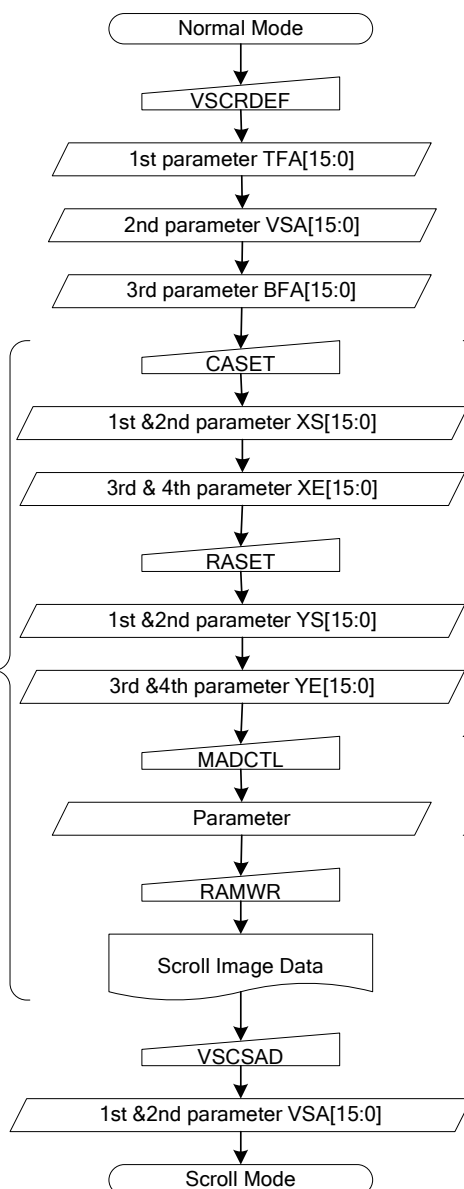 Normal Mode
VSCRDEF
1st parameter TFA[15:0]
2nd parameter VSA[15:0]
3rd parameter BFA[15:0]
CASET
1st &2nd parameter XS[15:0]
3rd & 4th parameter XE[15:0]
RASET
1st &2nd parameter YS[15:0]
3rd &4th parameter YE[15:0]
MADCTL
Parameter
RAMWR
Scroll Image Data
VSCSAD
1st &2nd parameter VSA[15:0]
Scroll Mode